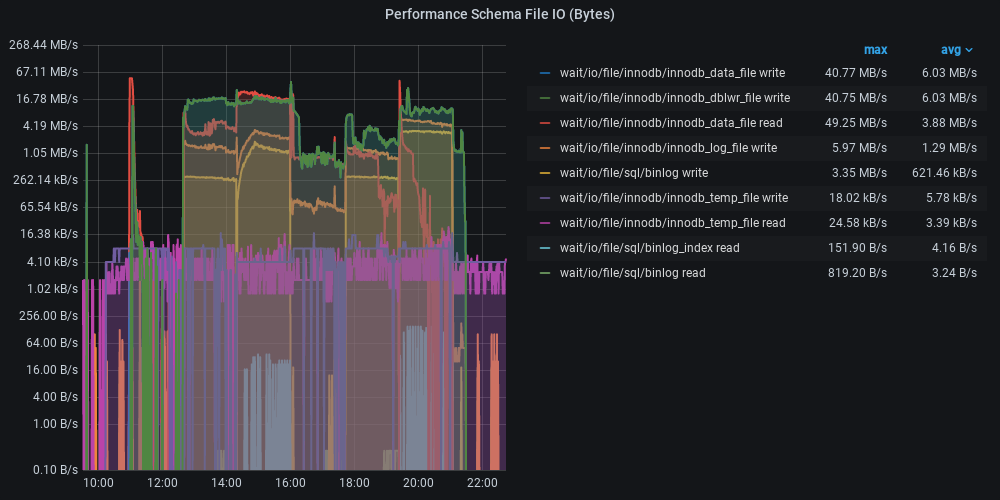 Performance Schema File IO (Bytes)
268.44 MB/s
67.11 MB/s
16.78 MB/s
4.19 MB/s
1.05 MB/s
262.14 kB/s
65.54 kB/s
16.38 kB/s
4.10 kB/s
1.02 kB/s
256.00 B/s
64.00 B/s
16.00 B/s
4.00 B/s
1.00 B/s
0.10 B/s
10:00 12:00 14:00 16:00 18:00 20:00 22:00
max avg
wait/io/file/innodb/innodb_data_file write 40.77 MB/s 6.03 MB/s
wait/io/file/innodb/innodb_dblwr_file write 40.75 MB/s 6.03 MB/s
wait/io/file/innodb/innodb_data_file read 49.25 MB/s 3.88 MB/s
wait/io/file/innodb/innodb_log_file write 5.97 MB/s 1.29 MB/s
wait/io/file/sql/binlog write 3.35 MB/s 621.46 kB/s
wait/io/file/innodb/innodb_temp_file write 18.02 kB/s 5.78 kB/s
wait/io/file/innodb/innodb_temp_file read 24.58 kB/s 3.39 kB/s
wait/io/file/sql/binlog_index read 151.90 B/s 4.16 B/s
wait/io/file/sql/binlog read 819.20 B/s 3.24 B/s